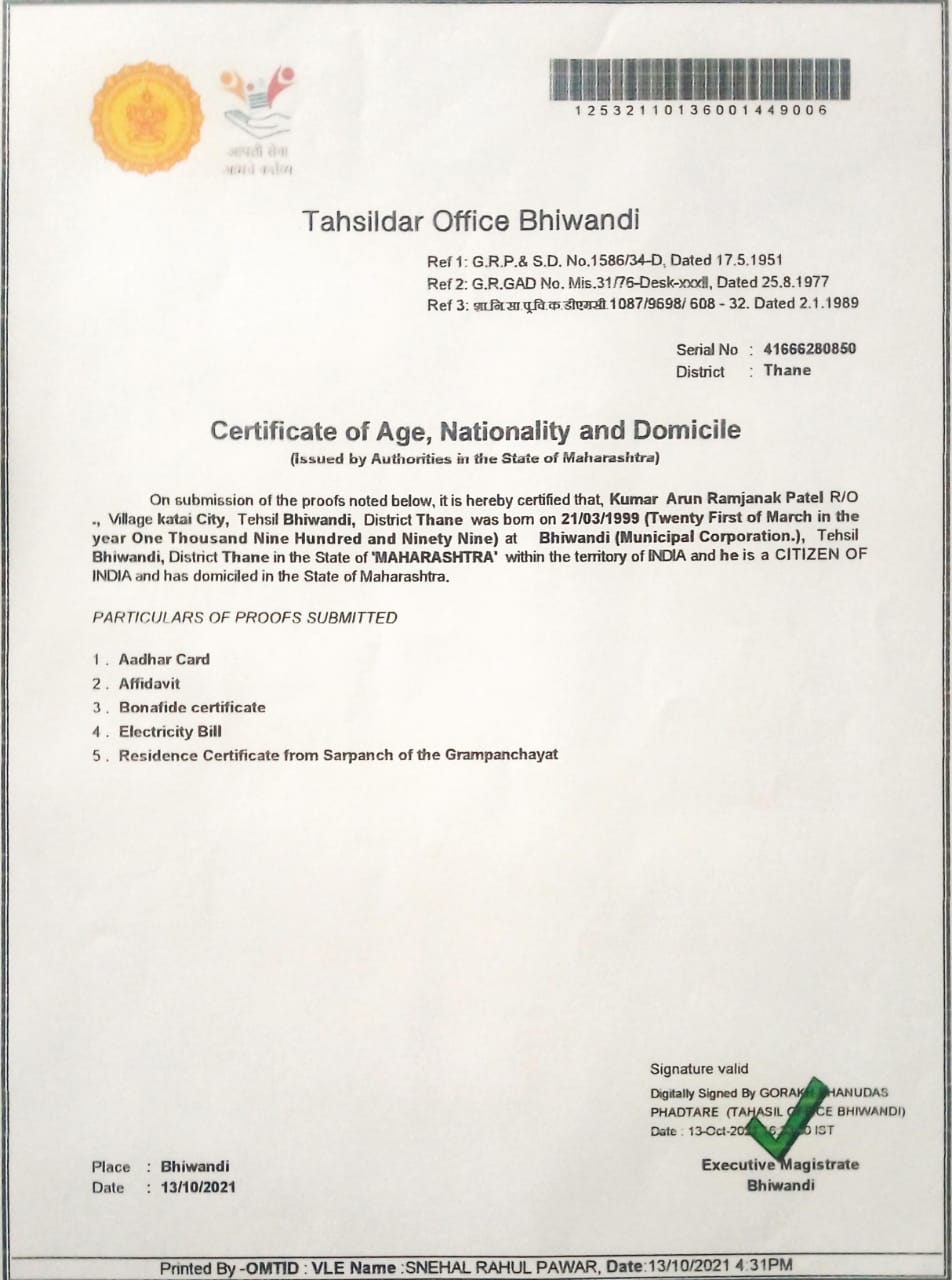 आपली सेवा
आमचे कर्तव्य
12532110136001449006
Tahsildar Office Bhiwandi
Ref 1: G.R.P.& S.D. No.1586/34-D, Dated 17.5.1951
Ref 2: G.R.GAD No. Mis.31/76-Desk-xxxII, Dated 25.8.1977
Ref 3: शा.नि.सा.पू.वि.क.डीएमसी.1087/9698/ 608 - 32. Dated 2.1.1989
Serial No : 41666280850
District : Thane
Certificate of Age, Nationality and Domicile
(Issued by Authorities in the State of Maharashtra)
On submission of the proofs noted below, it is hereby certified that, Kumar Arun Ramjanak Patel R/O
., Village katai City, Tehsil Bhiwandi, District Thane was born on 21/03/1999 (Twenty First of March in the
year One Thousand Nine Hundred and Ninety Nine) at Bhiwandi (Municipal Corporation.), Tehsil
Bhiwandi, District Thane in the State of 'MAHARASHTRA' within the territory of INDIA and he is a CITIZEN OF
INDIA and has domiciled in the State of Maharashtra.
PARTICULARS OF PROOFS SUBMITTED
1 . Aadhar Card
2 . Affidavit
3 . Bonafide certificate
4 . Electricity Bill
5 . Residence Certificate from Sarpanch of the Grampanchayat
Signature valid
Digitally Signed By GORAKH BHANUDAS
PHADTARE (TAHASIL OFFICE BHIWANDI)
Date : 13-Oct-2021 IST
Executive Magistrate
Bhiwandi
Place : Bhiwandi
Date : 13/10/2021
Printed By -OMTID : VLE Name :SNEHAL RAHUL PAWAR, Date:13/10/2021 4:31PM